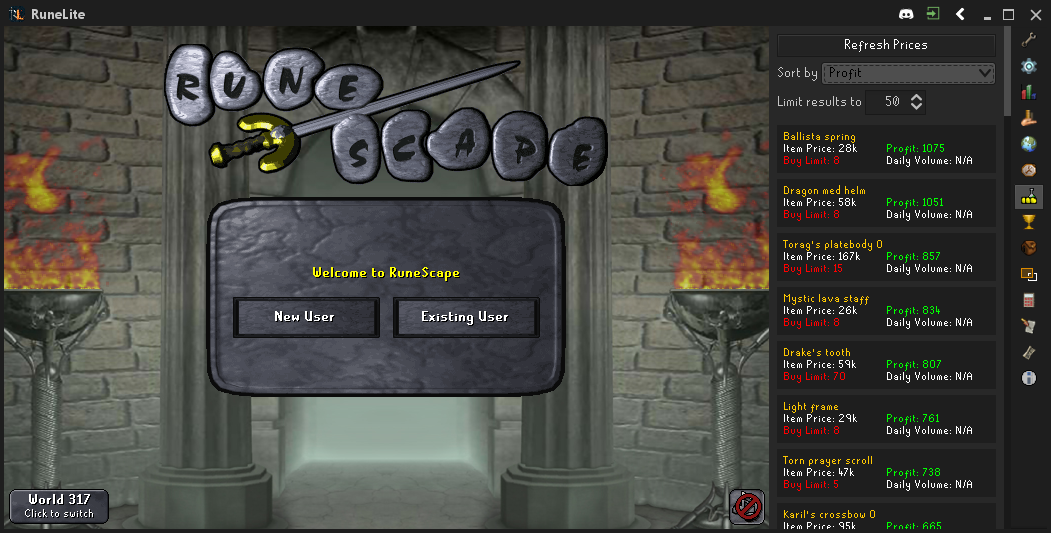 RuneLite
RUNE
SCAPE
Welcome to RuneScape
New User
Existing User
World 317
Click to switch
Refresh Prices
Sort by Profit
Limit results to 50
Ballista spring
Item Price: 28k Profit: 1075
Buy Limit: 8 Daily Volume: N/A
Dragon med helm
Item Price: 58k Profit: 1051
Buy Limit: 8 Daily Volume: N/A
Torag's platebody 0
Item Price: 167k Profit: 857
Buy Limit: 15 Daily Volume: N/A
Mystic lava staff
Item Price: 26k Profit: 834
Buy Limit: 8 Daily Volume: N/A
Drake's tooth
Item Price: 59k Profit: 807
Buy Limit: 70 Daily Volume: N/A
Light frame
Item Price: 29k Profit: 761
Buy Limit: 8 Daily Volume: N/A
Torn prayer scroll
Item Price: 47k Profit: 738
Buy Limit: 5 Daily Volume: N/A
Karil's crossbow 0
Item Price: 95k Profit: 665